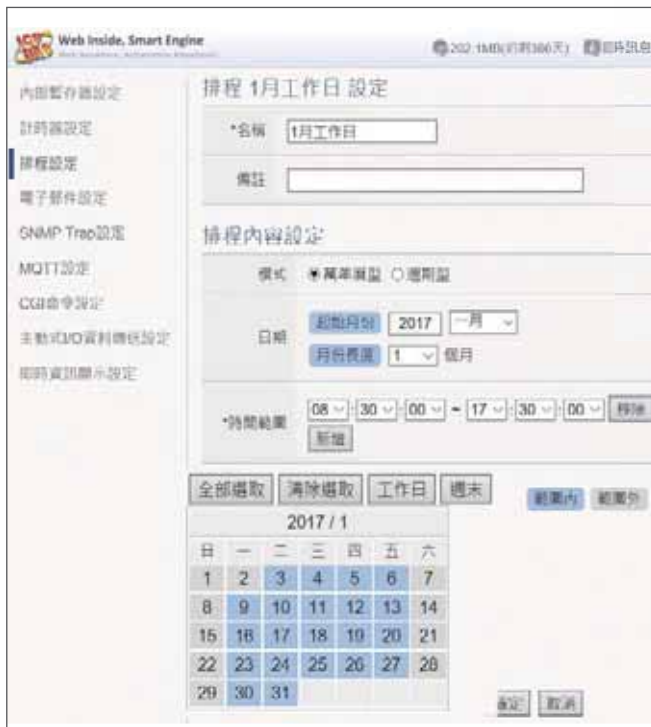 Web Inside, Smart Engine
即時訊息
內部暫存器設定
計時器設定
排程設定
電子郵件設定
SNMP Trap設定
MQTT設定
CGI命令設定
主動式I/O資料傳送設定
即時資訊顯示設定
排程 1月工作日 設定
*名稱 1月工作日
備註
排程內容設定
模式 萬年曆型 週期型
日期 起始月份 2017 一月
月份長度 1 個月
*時間範圍 08 : 30 : 00 ~ 17 : 30 : 00 移除
新增
全部選取 清除選取 工作日 週末 範圍內 範圍外
2017 / 1
日 一 二 三 四 五 六
1 2 3 4 5 6 7
8 9 10 11 12 13 14
15 16 17 18 19 20 21
22 23 24 25 26 27 28
29 30 31
確定 取消